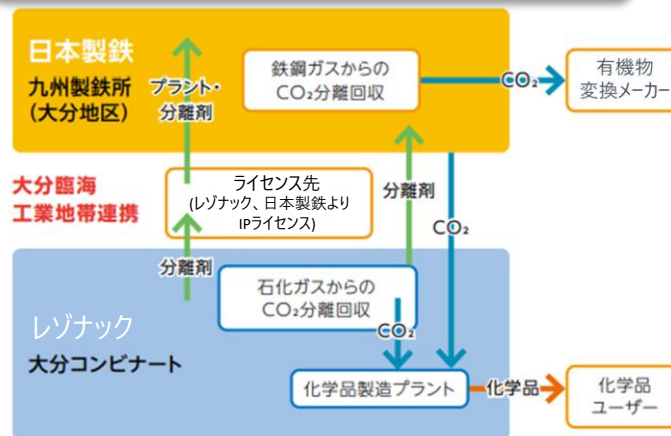 日本製鉄
九州製鉄所
(大分地区)
プラント・
分離剤
鉄鋼ガスからの
CO₂分離回収
CO₂
有機物
変換メーカー
大分臨海
工業地帯連携
ライセンス先
(レゾナック、日本製鉄より
IPライセンス)
分離剤
CO₂
分離剤
石化ガスからの
CO₂分離回収
CO₂
レゾナック
大分コンビナート
化学品製造プラント
化学品
化学品
ユーザー